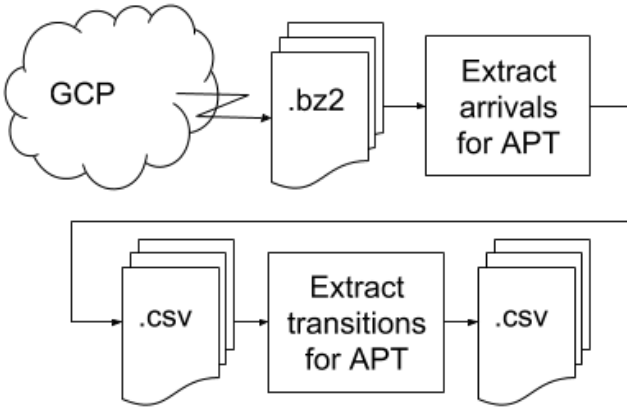 GCP
.bz2
Extract
arrivals
for APT
.csv
Extract
transitions
for APT
.csv